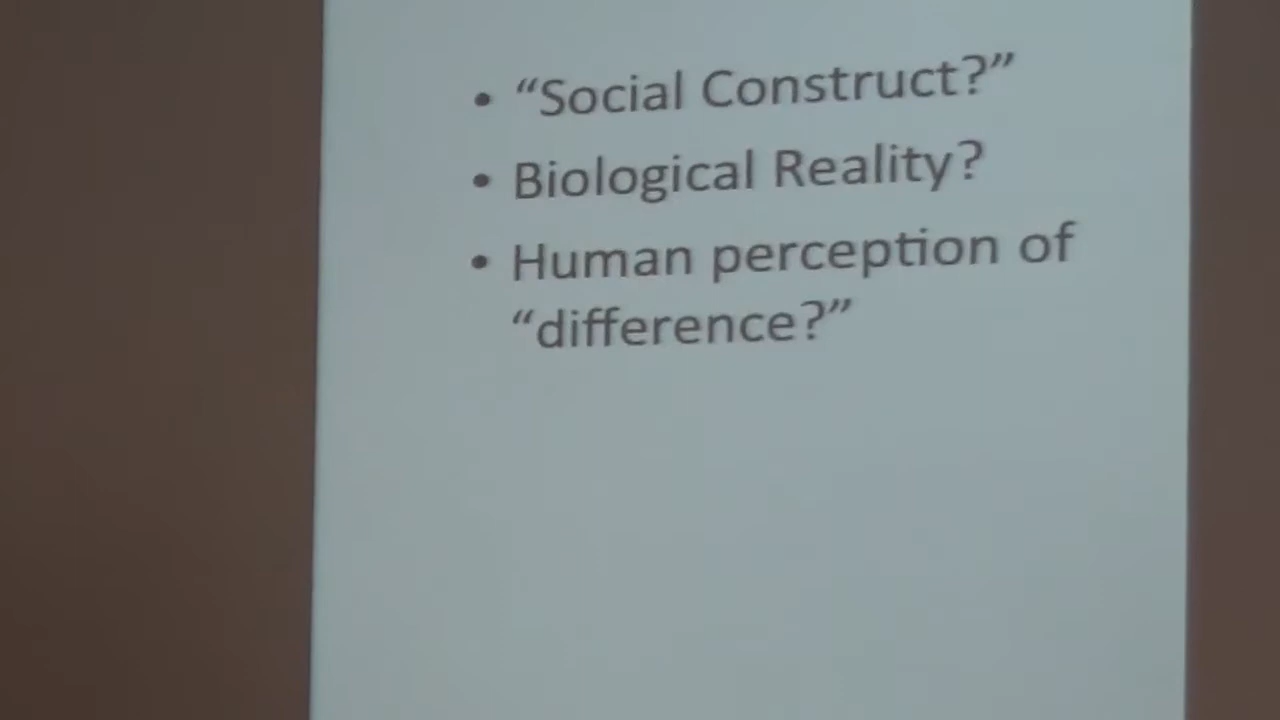 • “Social Construct?”
• Biological Reality?
• Human perception of
“difference?”